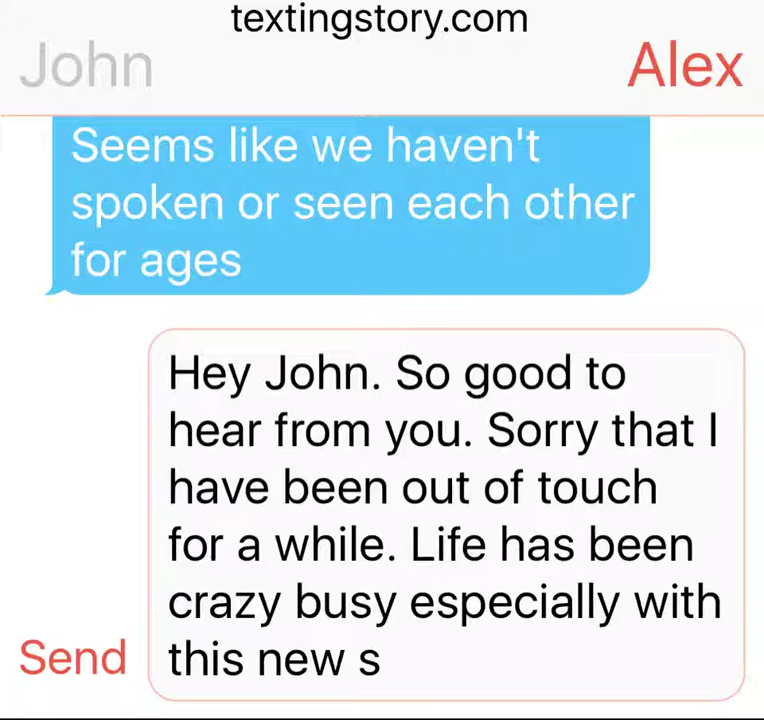 textingstory.com
John
Alex
Seems like we haven't
spoken or seen each other
for ages
Hey John. So good to
hear from you. Sorry that I
have been out of touch
for a while. Life has been
crazy busy especially with
this new s
Send